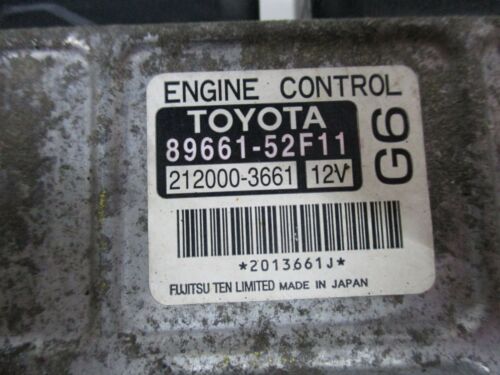 ENGINE CONTROL
TOYOTA
89661-52F11
212000-3661 12V
G6
*2013661J*
FUJITSU TEN LIMITED MADE IN JAPAN